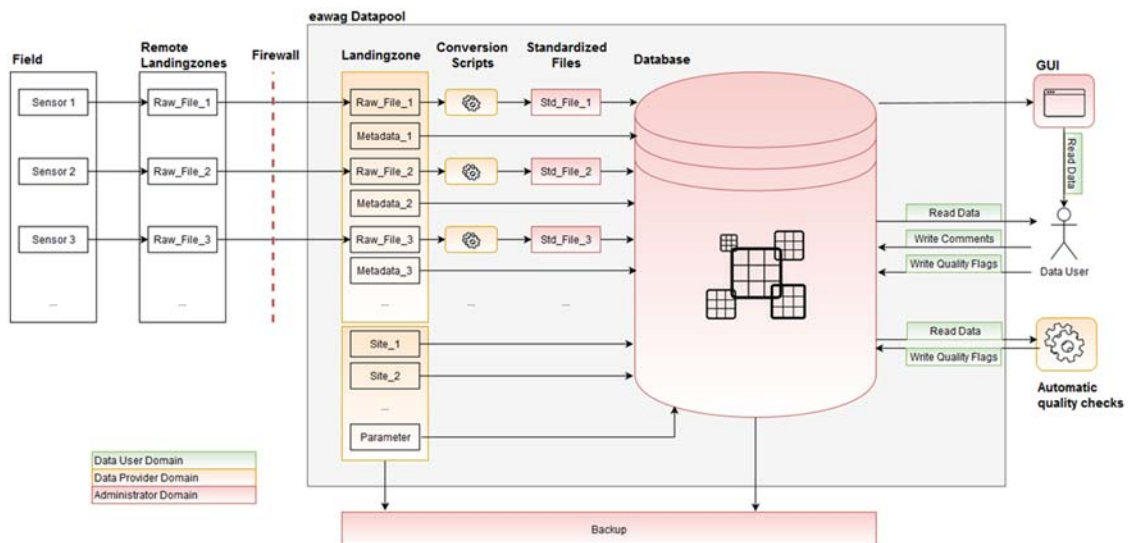 eawag Datapool
Field
Remote
Landingzones
Firewall
Landingzone
Conversion
Scripts
Standardized
Files
Database
GUI
Sensor 1
Raw_File_1
Raw_File_1
Std_File_1
Metadata_1
Sensor 2
Raw_File_2
Raw_File_2
Std_File_2
Metadata_2
Sensor 3
Raw_File_3
Raw_File_3
Std_File_3
Metadata_3
...
...
...
...
...
Read Data
Read Data
Write Comments
Write Quality Flags
Data User
Site_1
Site_2
...
Parameter
Read Data
Write Quality Flags
Automatic
quality checks
Data User Domain
Data Provider Domain
Administrator Domain
Backup